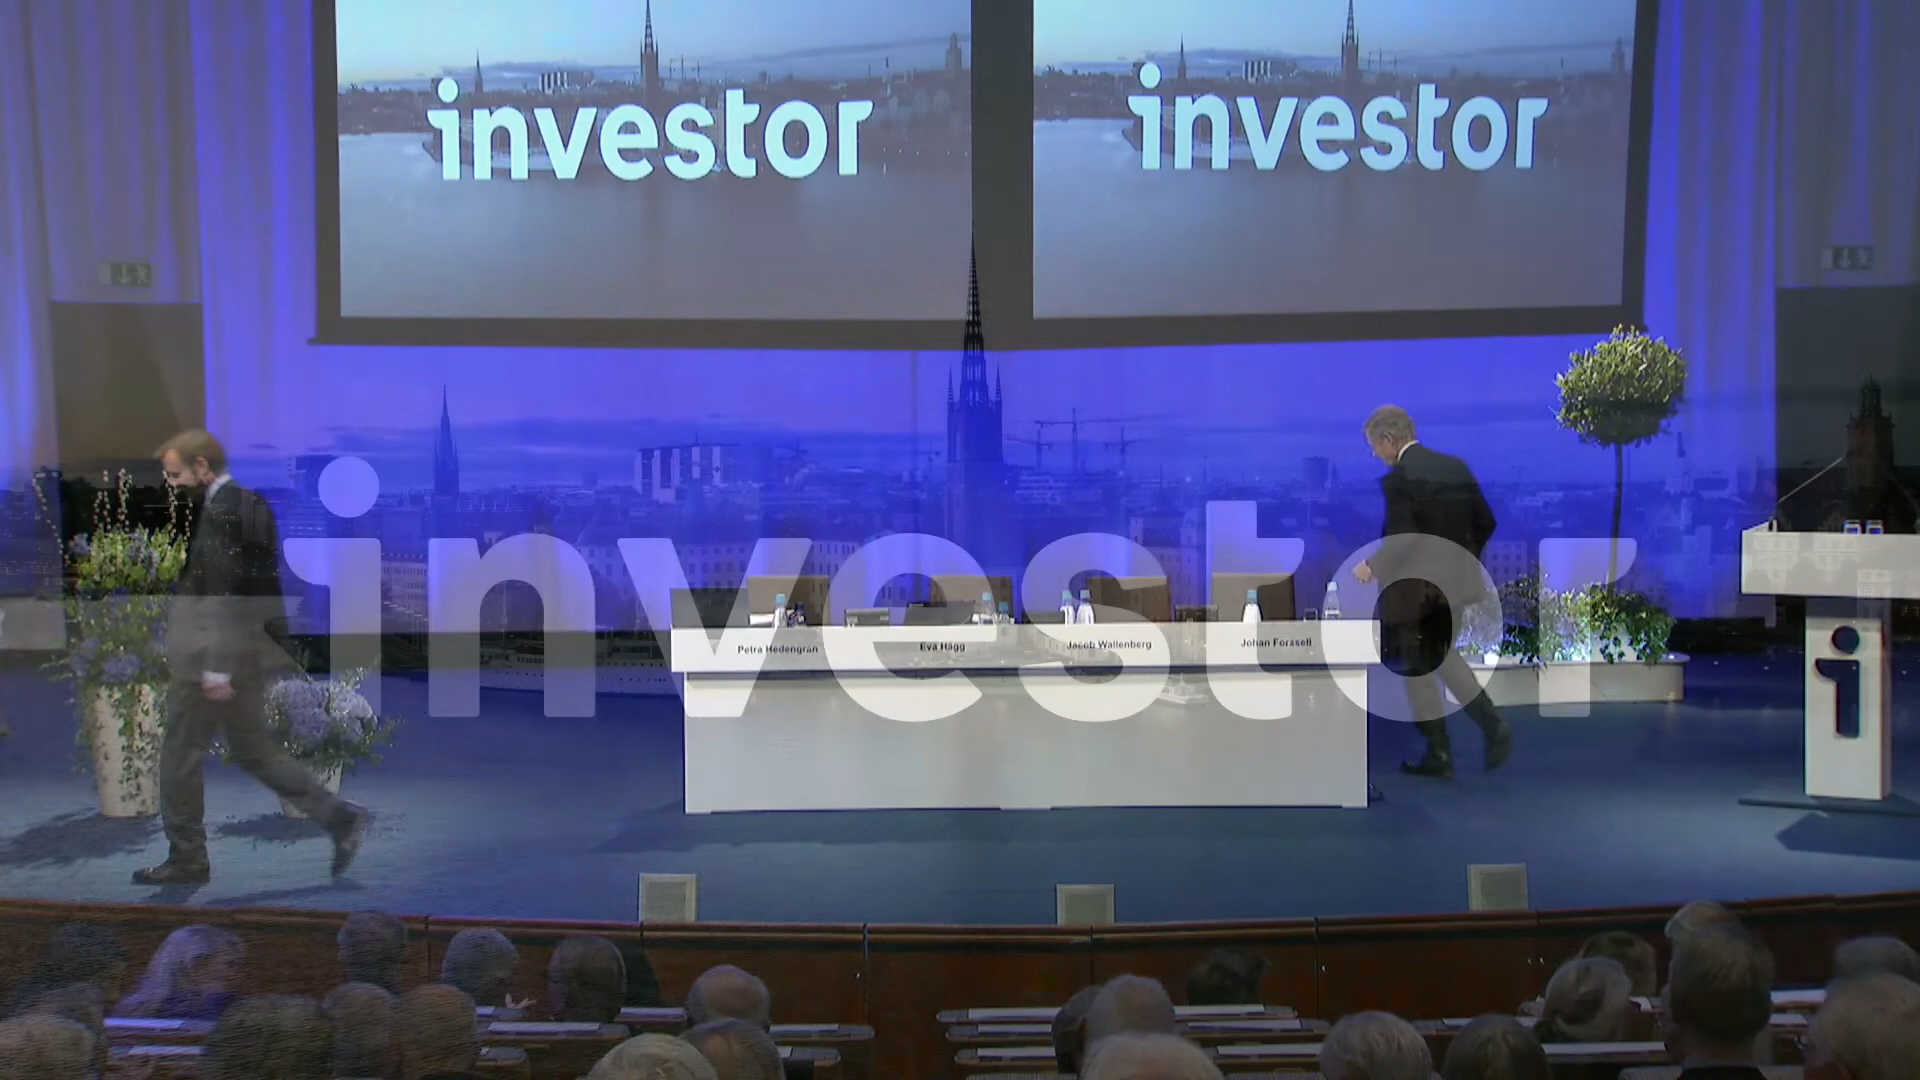 investor
investor
investor
Petra Hedengran
Eva Hägg
Jacob Wallenberg
Johan Forssell
i